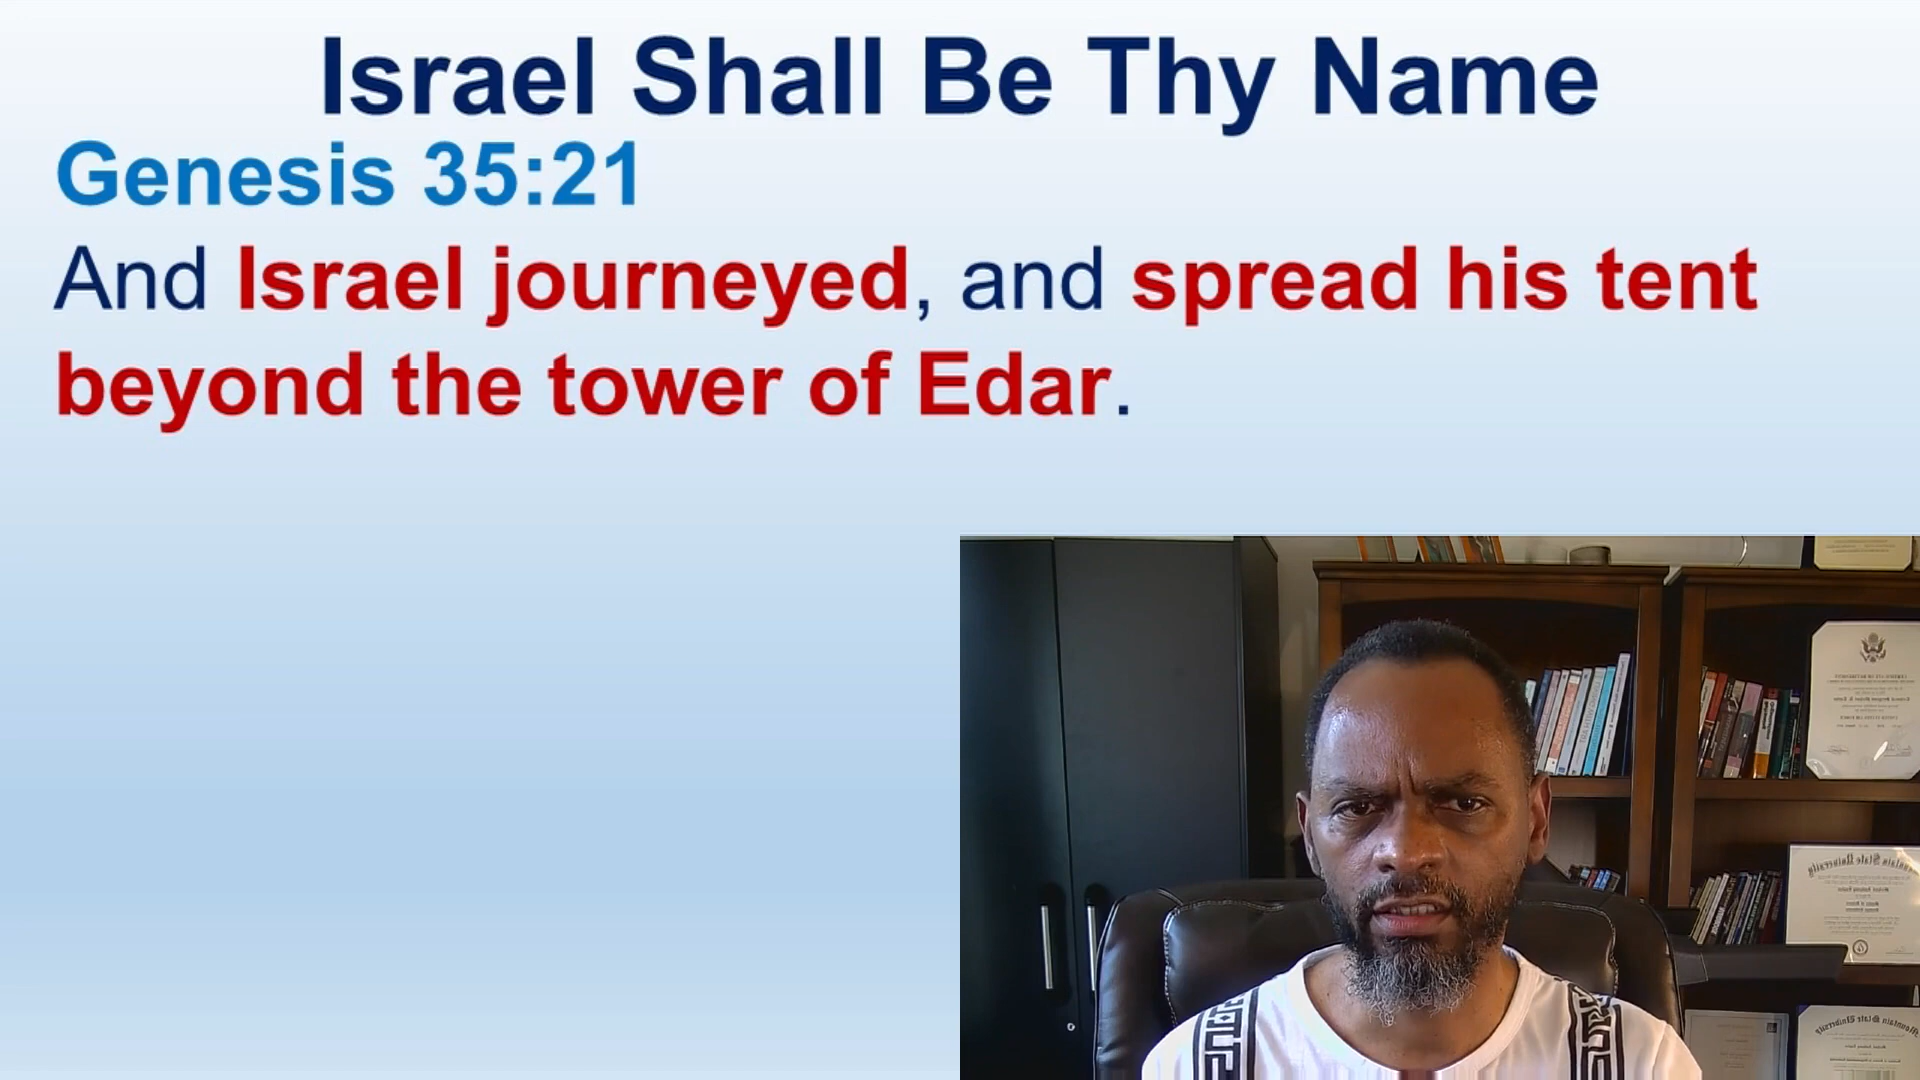 Israel Shall Be Thy Name
Genesis 35:21
And Israel journeyed, and spread his tent
beyond the tower of Edar.